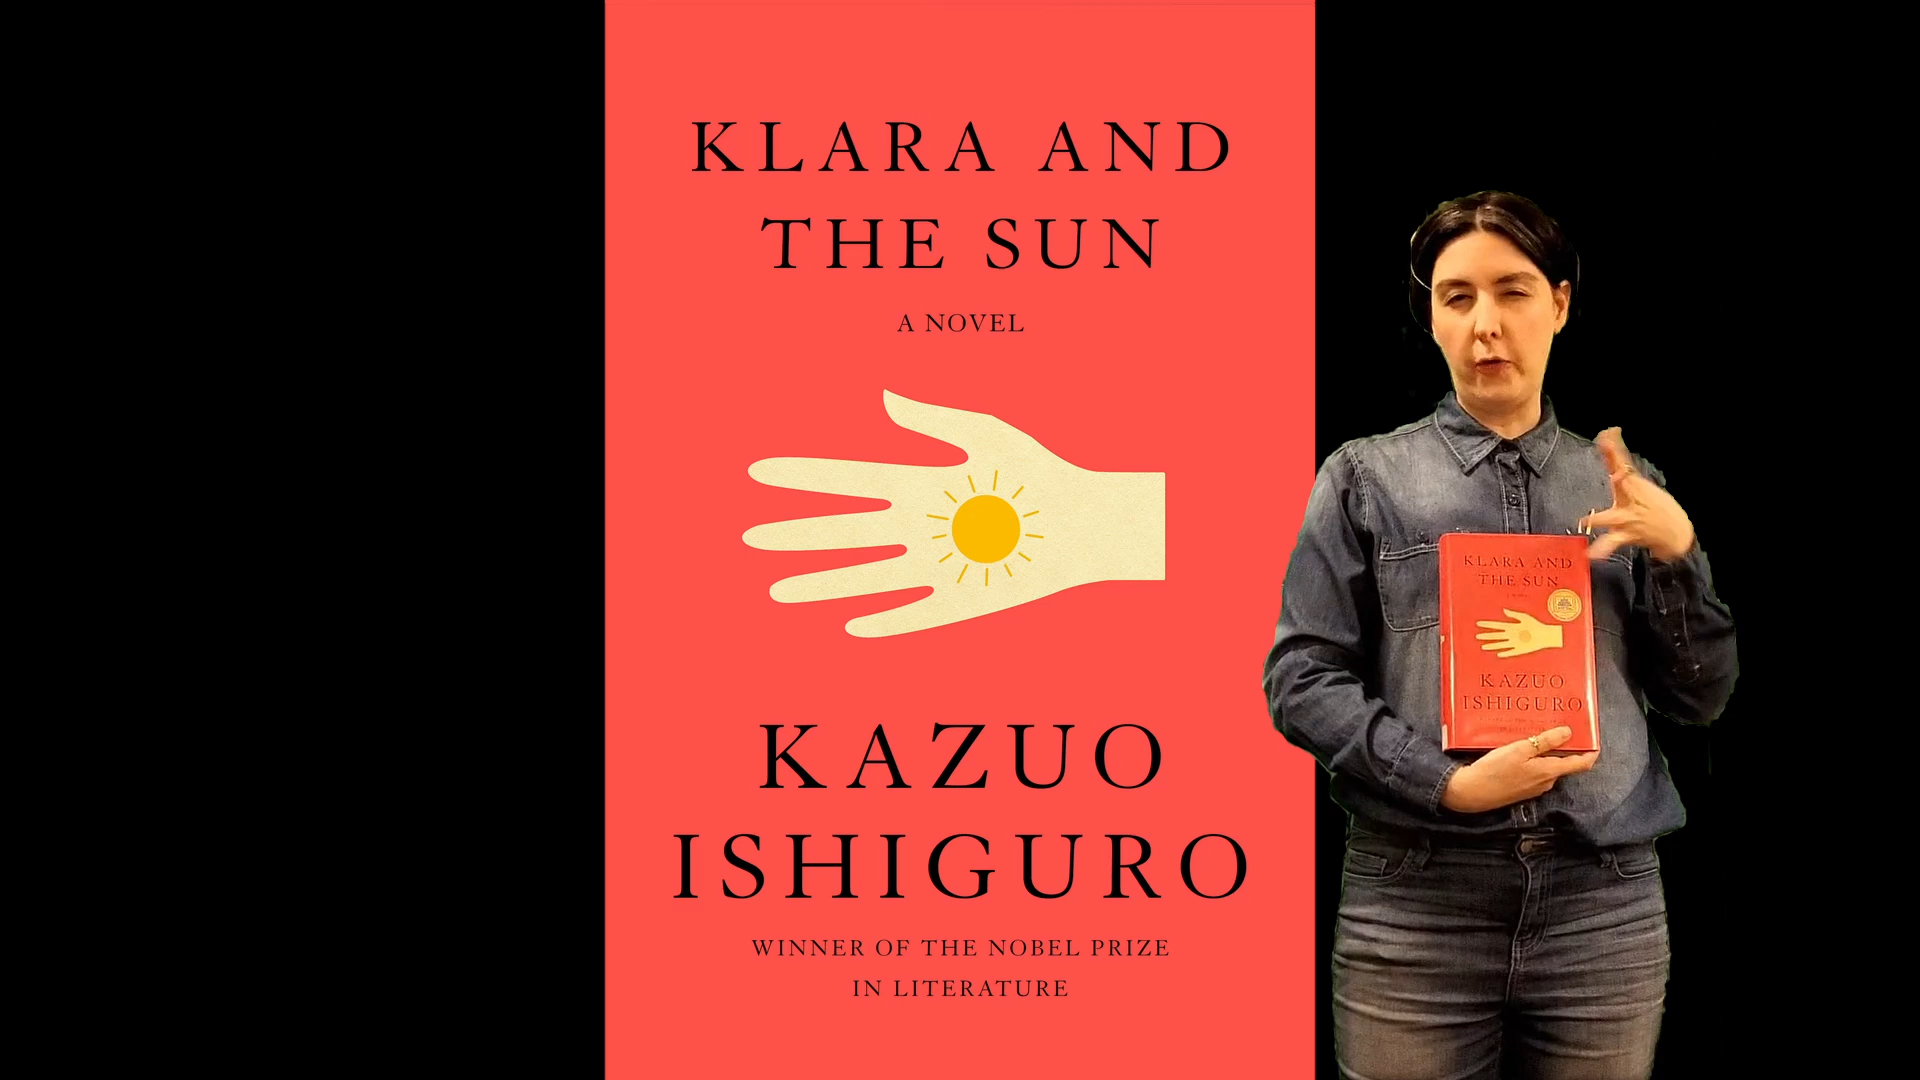 KLARA AND
THE SUN
A NOVEL
KAZUO
ISHIGURO
WINNER OF THE NOBEL PRIZE
IN LITERATURE
KLARA AND
THE SUN
KAZUO
ISHIGURO